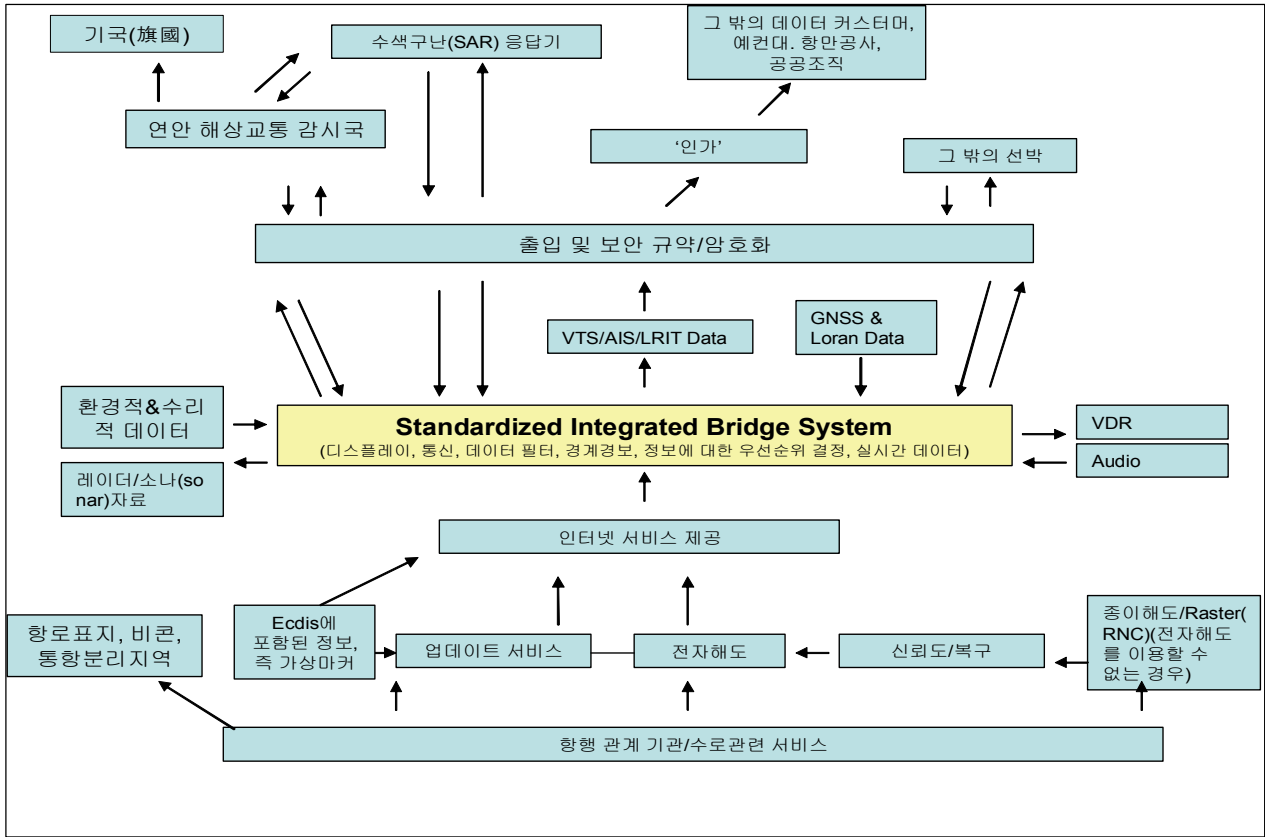 기국(旗國)
수색구난(SAR) 응답기
그 밖의 데이터 커스터머,
예컨대. 항만공사,
공공조직
연안 해상교통 감시국
‘인가’
그 밖의 선박
출입 및 보안 규약/암호화
VTS/AIS/LRIT Data
GNSS &
Loran Data
환경적&수리
적 데이터
Standardized Integrated Bridge System
(디스플레이, 통신, 데이터 필터, 경계경보, 정보에 대한 우선순위 결정, 실시간 데이터)
VDR
Audio
레이더/소나(so
nar)자료
인터넷 서비스 제공
항로표지, 비콘,
통항분리지역
Ecdis에
포함된 정보,
즉 가상마커
업데이트 서비스
전자해도
신뢰도/복구
종이해도/Raster(
RNC)(전자해도
를 이용할 수
없는 경우)
항행 관계 기관/수로관련 서비스